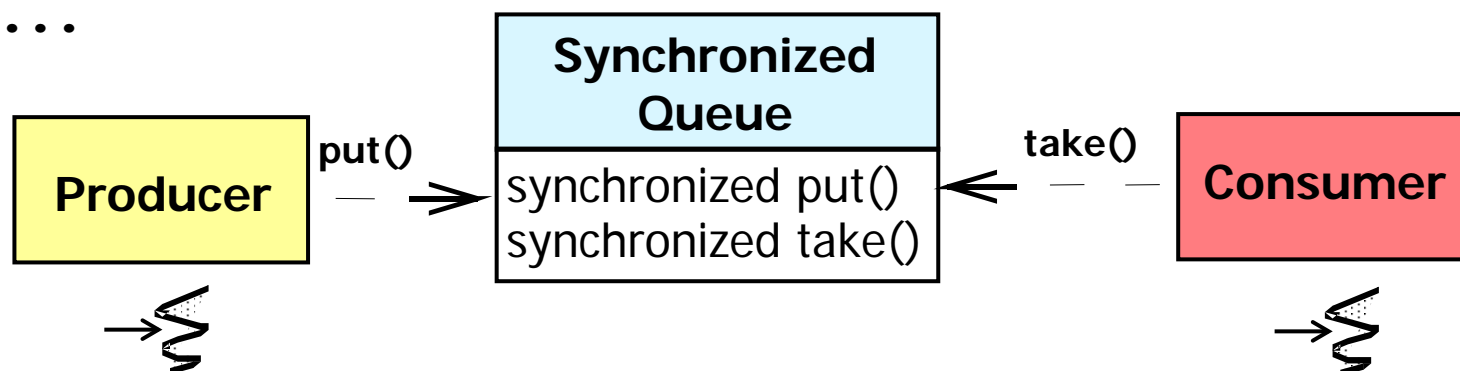 ...
Synchronized
Queue
Producer
put()
synchronized put()
synchronized take()
take()
Consumer